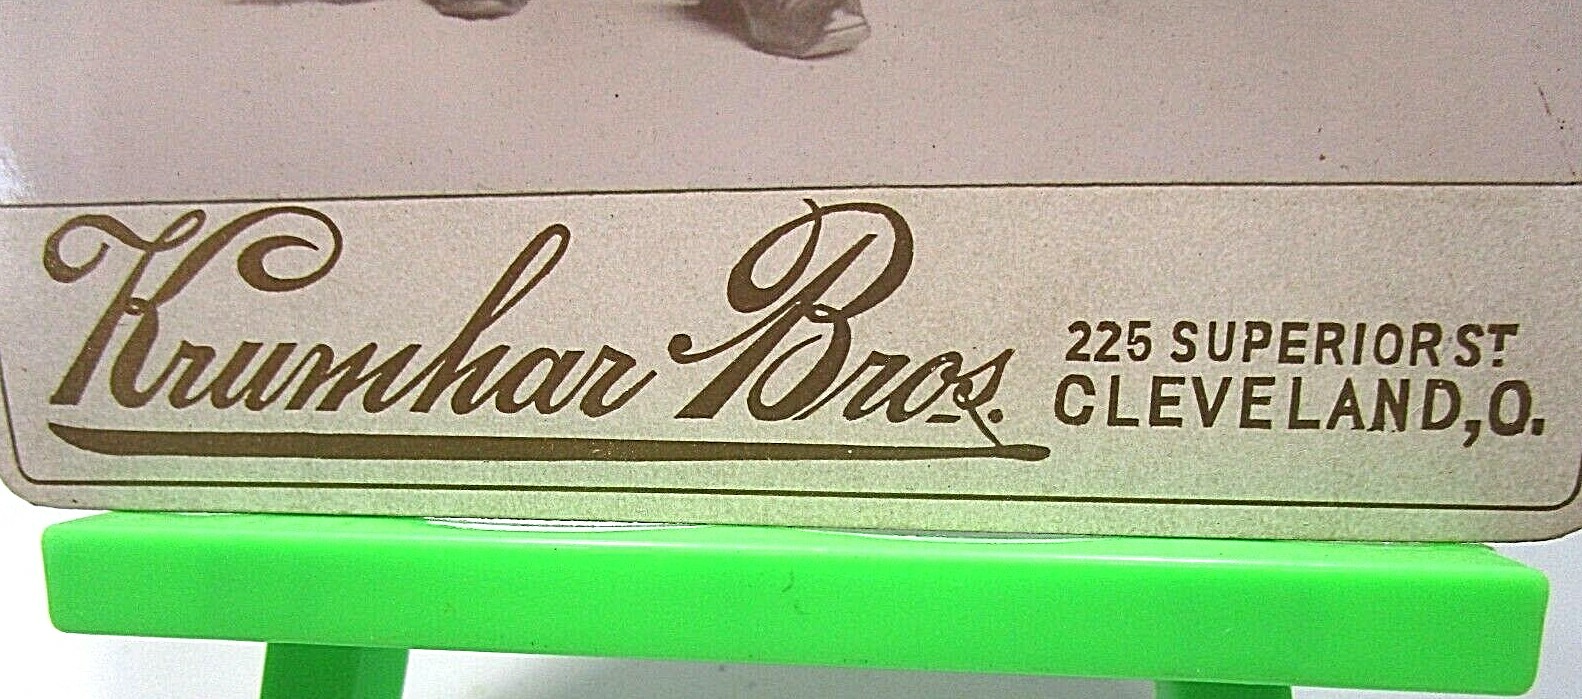 Krumhar Bros.
225 SUPERIOR ST
CLEVELAND, O.